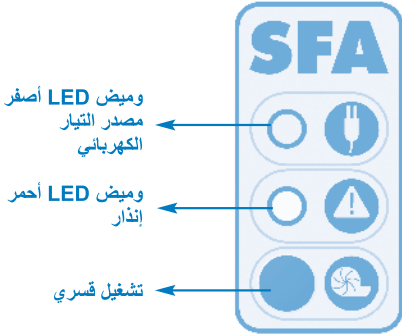 SFA
وميض LED أصفر
مصدر التيار
الكهربائي
وميض LED أحمر
إنذار
تشغيل قسري